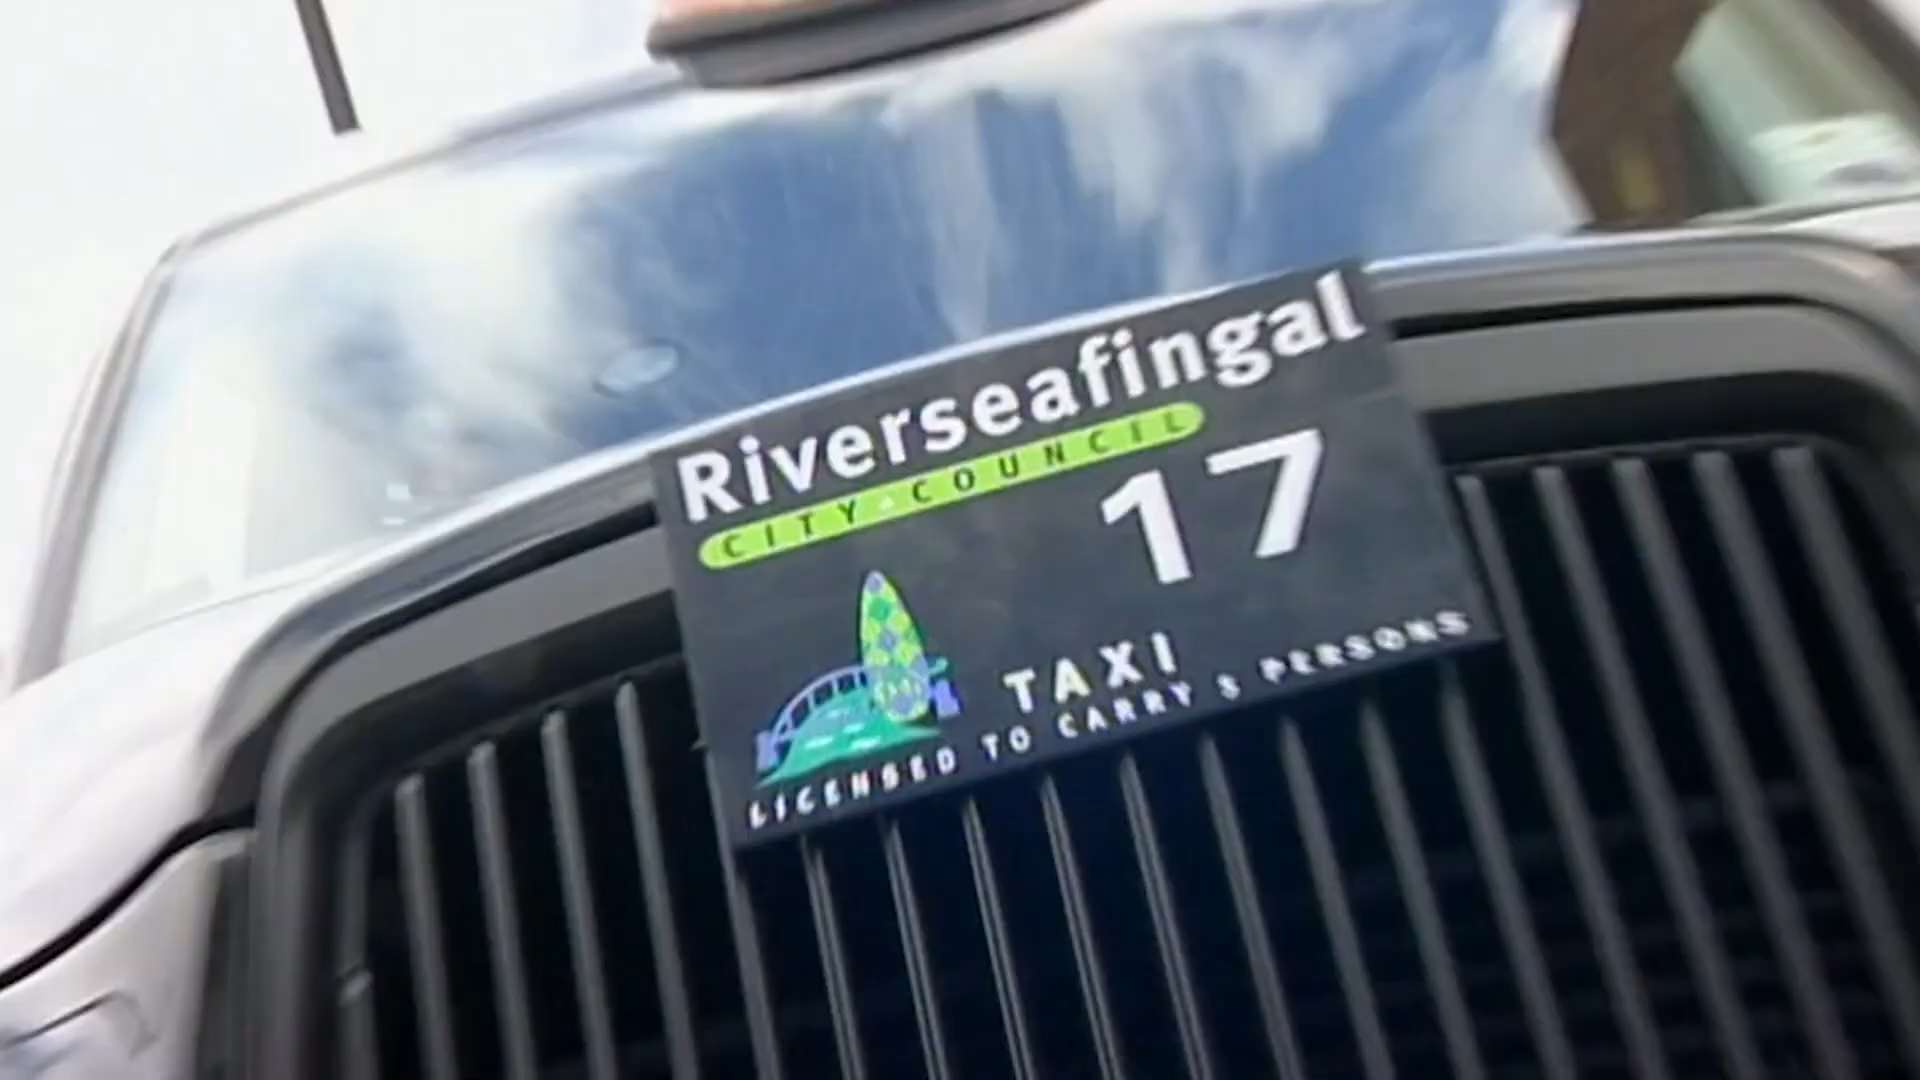 Riverseafingal
CITY COUNCIL
17
TAXI
LICENSED TO CARRY 5 PERSONS